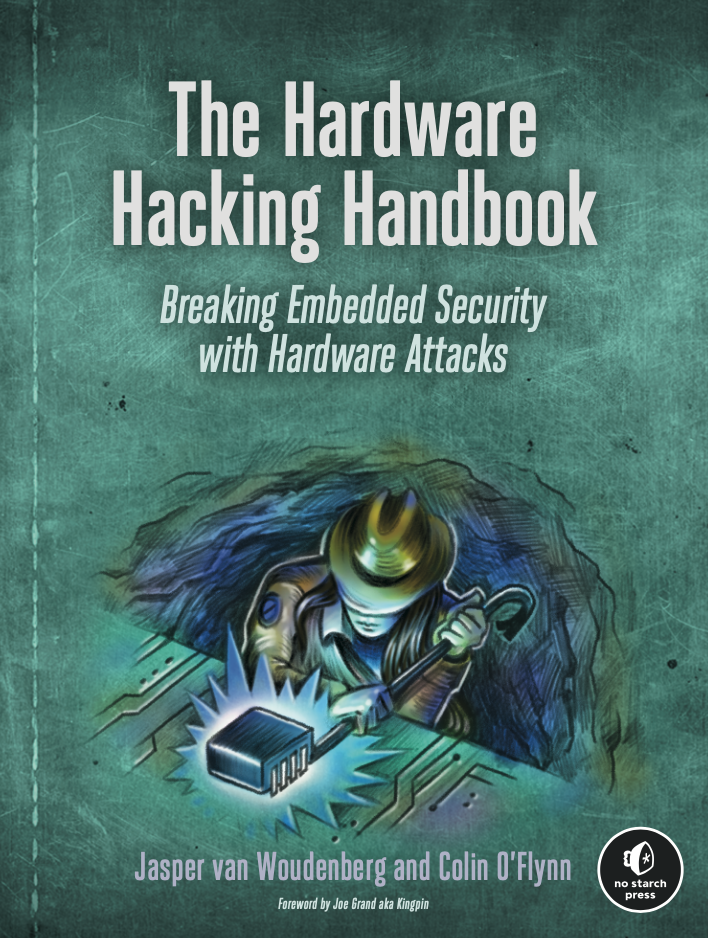 The Hardware
Hacking Handbook
Breaking Embedded Security
with Hardware Attacks
Jasper van Woudenberg and Colin O'Flynn
Foreword by Joe Grand aka Kingpin
no starch
press